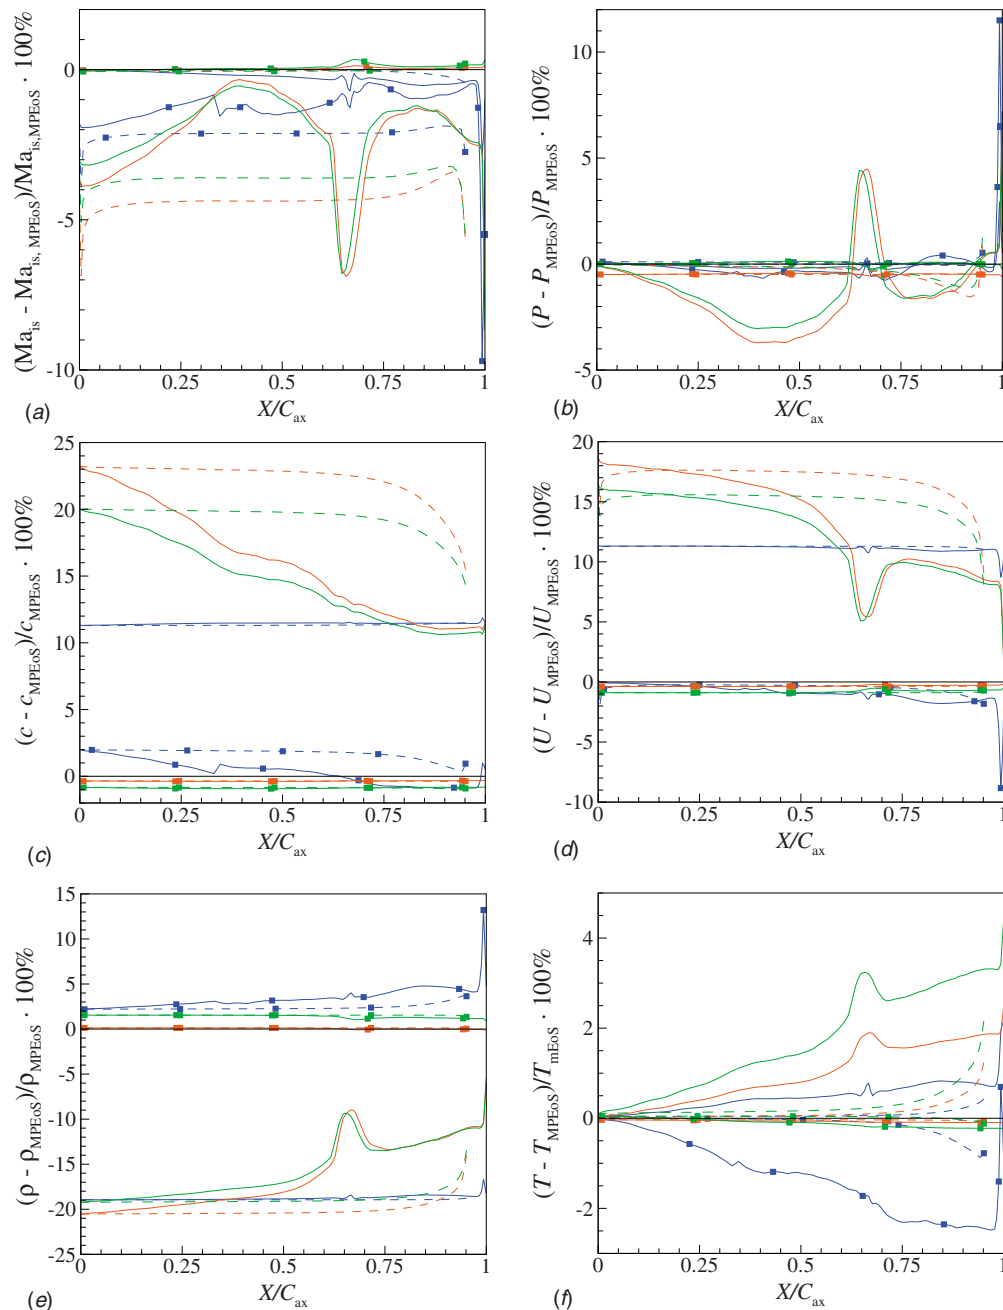 (Ma_is - Ma_is, MPEoS)/Ma_is,MPEoS · 100%
0
-5
-10
0 0.25 0.5 0.75 1
X/C_ax
(a)
(P - P_MPEoS)/P_MPEoS · 100%
10
5
0
-5
0 0.25 0.5 0.75 1
X/C_ax
(b)
(c - c_MPEoS)/c_MPEoS · 100%
25
20
15
10
5
0
0 0.25 0.5 0.75 1
X/C_ax
(c)
(U - U_MPEoS)/U_MPEoS · 100%
20
15
10
5
0
-5
-10
0 0.25 0.5 0.75 1
X/C_ax
(d)
(ρ - ρ_MPEoS)/ρ_MPEoS · 100%
15
10
5
0
-5
-10
-15
-20
-25
0 0.25 0.5 0.75 1
X/C_ax
(e)
(T - T_MPEoS)/T_mEoS · 100%
4
2
0
-2
0 0.25 0.5 0.75 1
X/C_ax
(f)